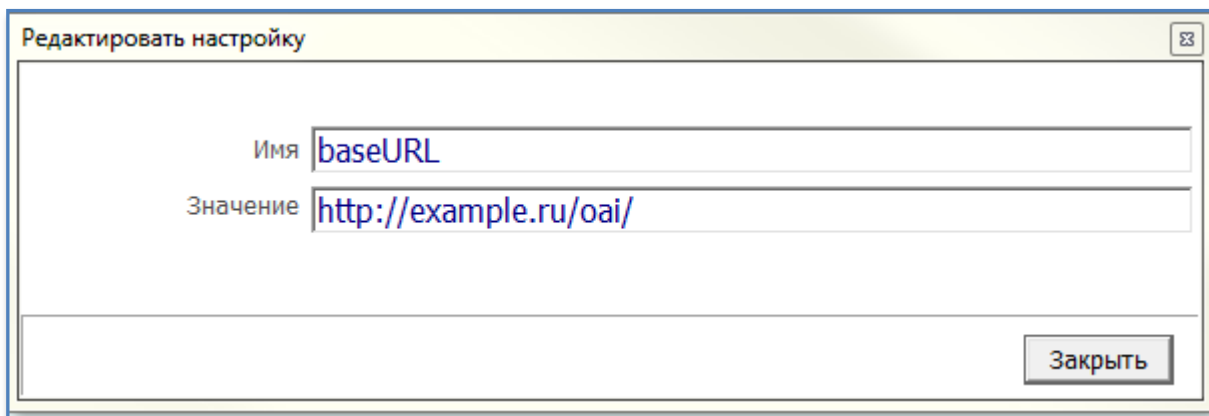 Редактировать настройку
Имя baseURL
Значение http://example.ru/oai/
Закрыть